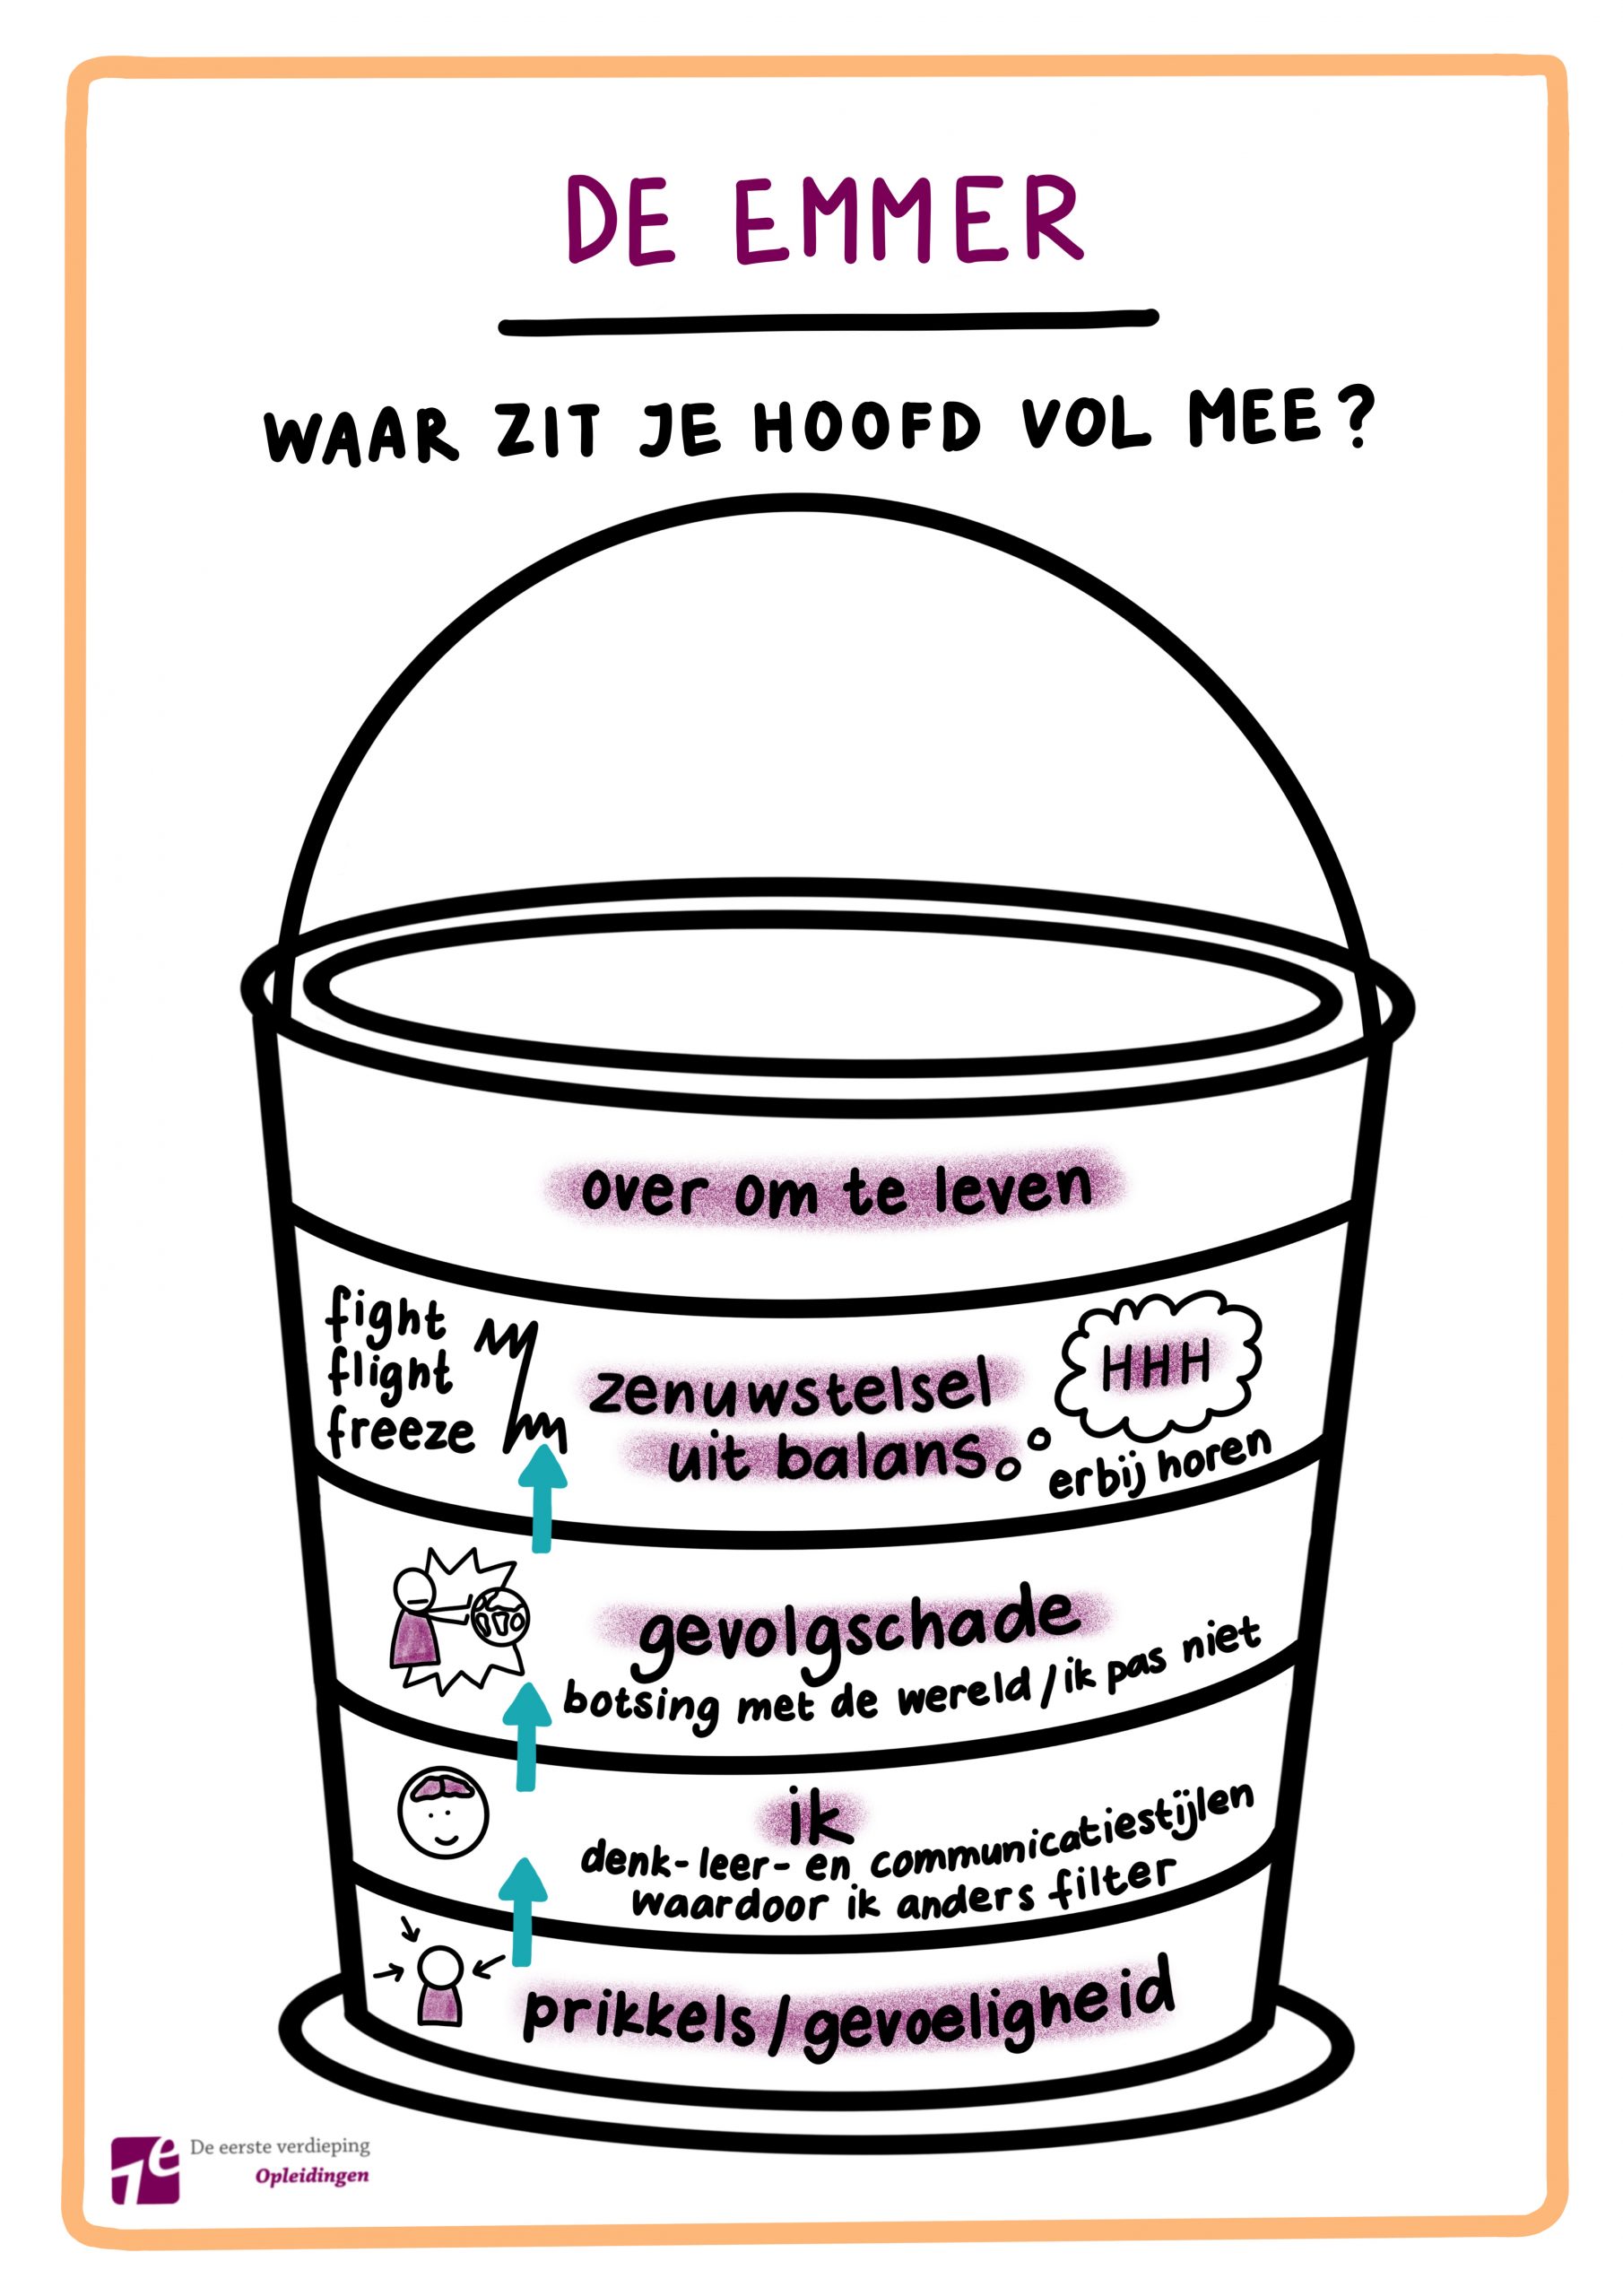 DE EMMER
WAAR ZIT JE HOOFD VOL MEE?
over om te leven
fight
flight
freeze
zenuwstelsel
uit balans
HHH
erbij horen
gevolgschade
botsing met de wereld/ik pas niet
ik
denk-leer- en communicatiestijlen
waardoor ik anders filter
prikkels/gevoeligheid
1e De eerste verdieping
Opleidingen